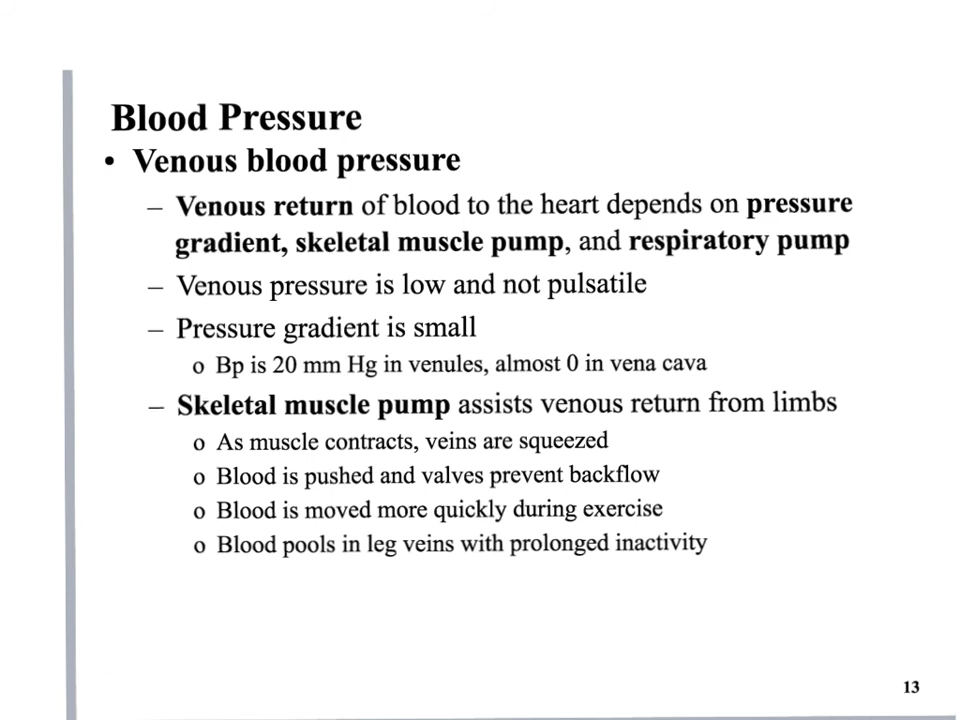 Blood Pressure
• Venous blood pressure
– Venous return of blood to the heart depends on pressure
gradient, skeletal muscle pump, and respiratory pump
– Venous pressure is low and not pulsatile
– Pressure gradient is small
o Bp is 20 mm Hg in venules, almost 0 in vena cava
– Skeletal muscle pump assists venous return from limbs
o As muscle contracts, veins are squeezed
o Blood is pushed and valves prevent backflow
o Blood is moved more quickly during exercise
o Blood pools in leg veins with prolonged inactivity
13